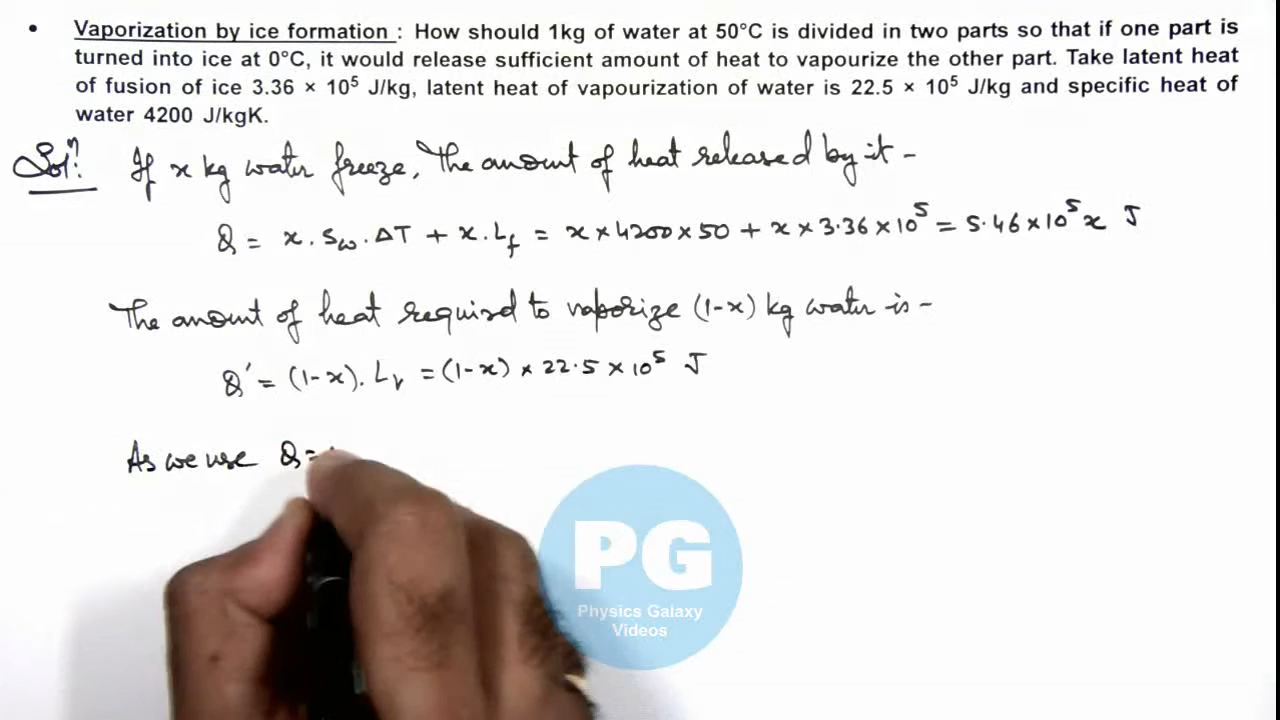 • Vaporization by ice formation : How should 1kg of water at 50°C is divided in two parts so that if one part is
turned into ice at 0°C, it would release sufficient amount of heat to vapourize the other part. Take latent heat
of fusion of ice 3.36 × 10⁵ J/kg, latent heat of vapourization of water is 22.5 × 10⁵ J/kg and specific heat of
water 4200 J/kgK.
Solⁿ: If x kg water freeze, The amount of heat released by it –
Q = x. S_w. ΔT + x. L_f = x × 4200 × 50 + x × 3.36 × 10⁵ = 5.46 × 10⁵ x J
The amount of heat required to vaporize (1-x) kg water is –
Q' = (1-x). L_v = (1-x) × 22.5 × 10⁵ J
As we use Q =
PG
Physics Galaxy
Videos